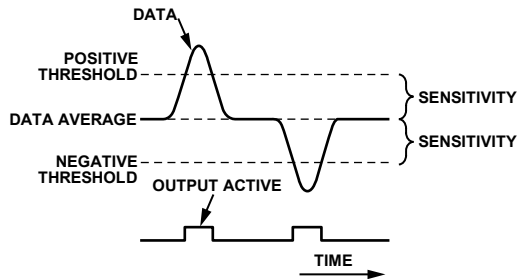 DATA
POSITIVE
THRESHOLD
SENSITIVITY
DATA AVERAGE
SENSITIVITY
NEGATIVE
THRESHOLD
OUTPUT ACTIVE
TIME